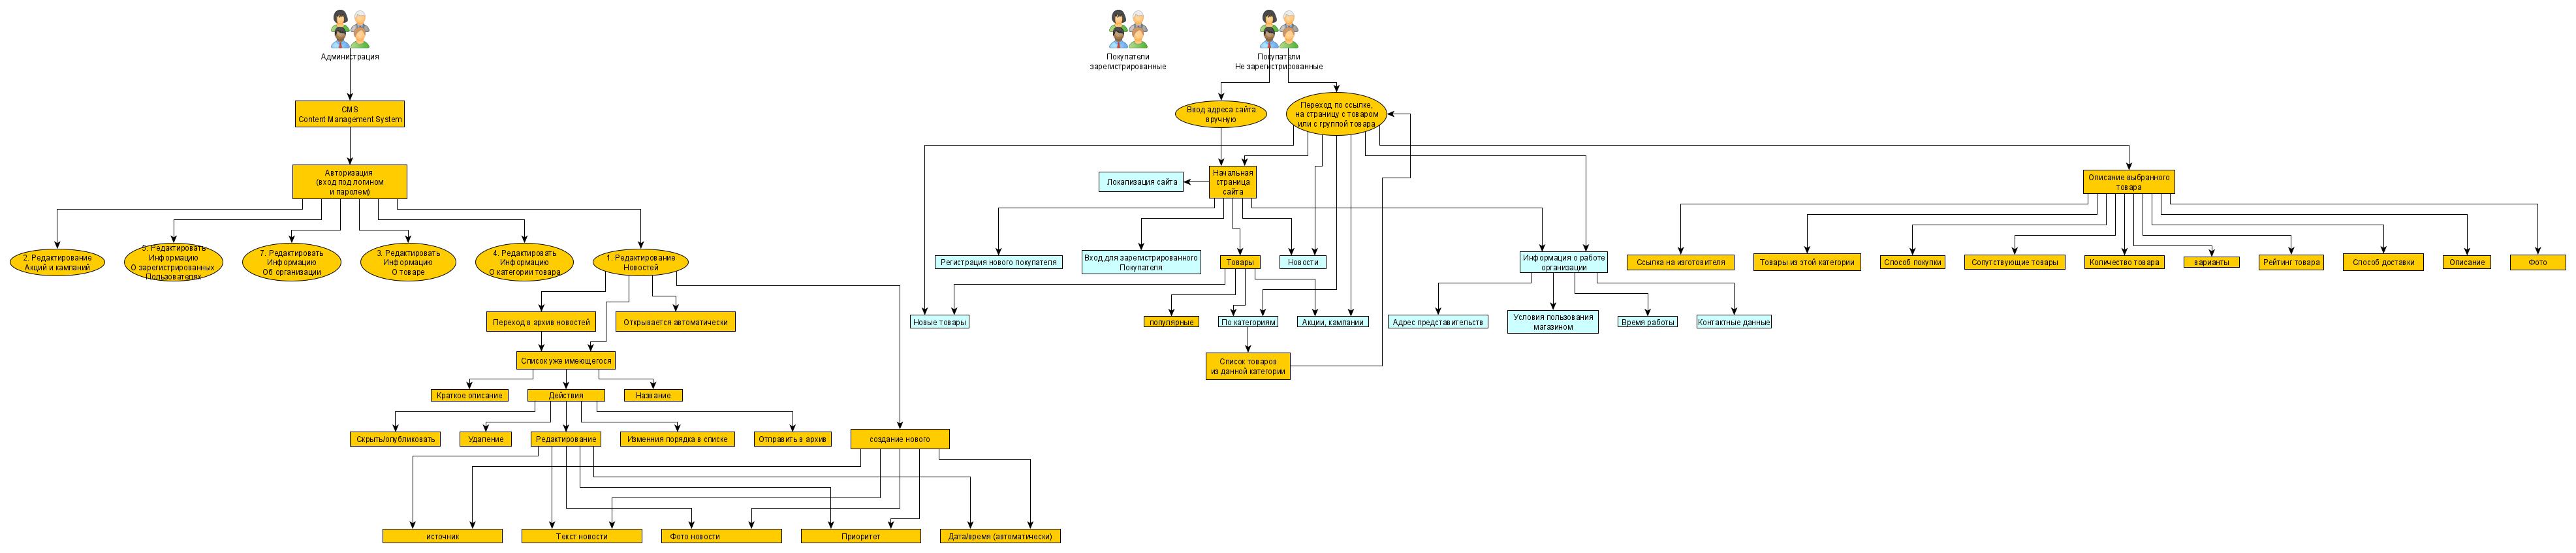 Администрация
Покупатели
зарегистрированные
Покупатели
Не зарегистрированные
CMS
Content Management System
Ввод адреса сайта
вручную
Переход по ссылке,
на страницу с товаром
или с группой товара
Авторизация
(вход под логином
и паролем)
Локализация сайта
Начальная
страница
сайта
Описание выбранного
товара
2. Редактирование
Акций и кампаний
5. Редактировать
Информацию
О зарегистрированных
Пользователях
7. Редактировать
Информацию
Об организации
3. Редактировать
Информацию
О товаре
4. Редактировать
Информацию
О категории товара
1. Редактирование
Новостей
Регистрация нового покупателя
Вход для зарегистрированного
Покупателя
Товары
Новости
Информация о работе
организации
Ссылка на изготовителя
Товары из этой категории
Способ покупки
Сопутствующие товары
Количество товара
варианты
Рейтинг товара
Способ доставки
Описание
Фото
Переход в архив новостей
Открывается автоматически
Новые товары
популярные
По категориям
Акции, кампании
Адрес представительств
Условия пользования
магазином
Время работы
Контактные данные
Список уже имеющегося
Список товаров
из данной категории
Краткое описание
Действия
Название
Скрыть/опубликовать
Удаление
Редактирование
Изменния порядка в списке
Отправить в архив
создание нового
источник
Текст новости
Фото новости
Приоритет
Дата/время (автоматически)